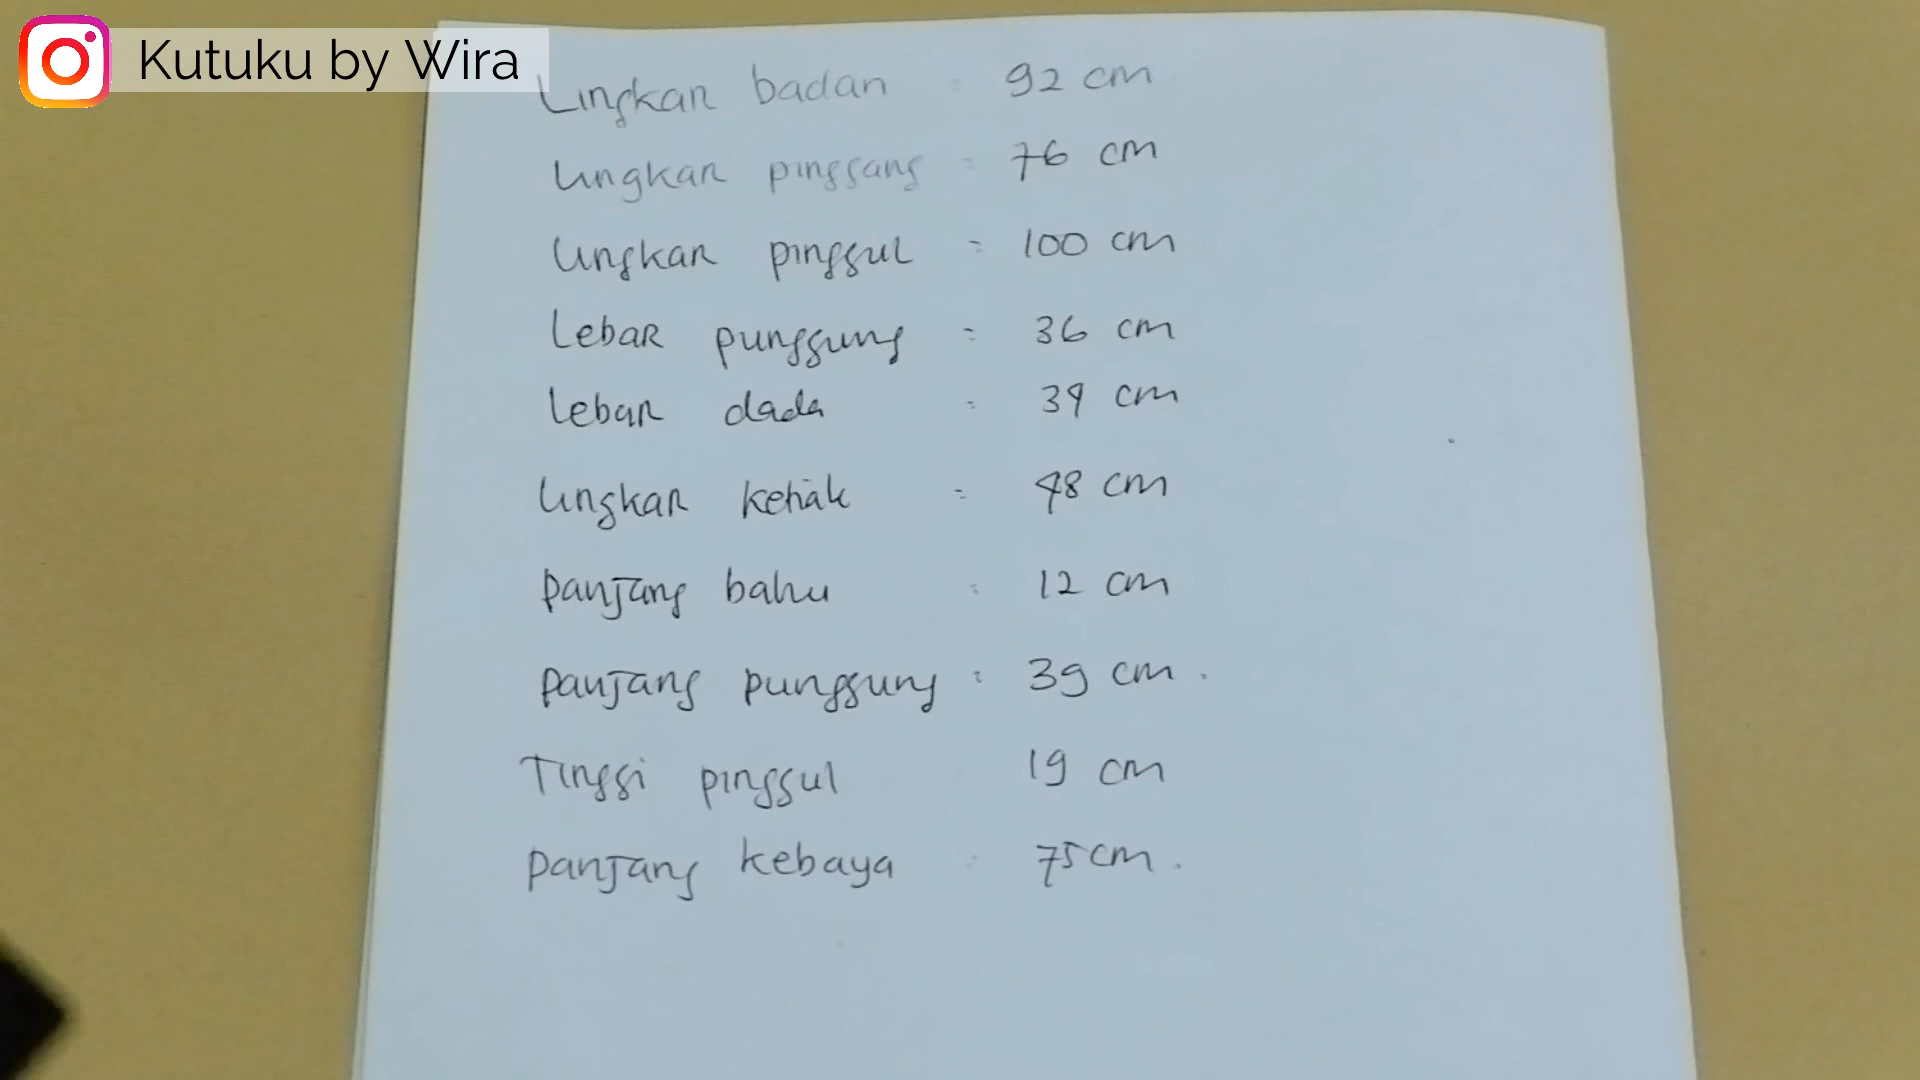 Kutuku by Wira
Lingkar badan = 92 cm
Lingkar pinggang = 76 cm
Lingkar pinggul = 100 cm
Lebar punggung = 36 cm
Lebar dada = 34 cm
Lingkar ketiak = 48 cm
Panjang bahu = 12 cm
Panjang punggung = 39 cm.
Tinggi pinggul 19 cm
Panjang kebaya = 75 cm.